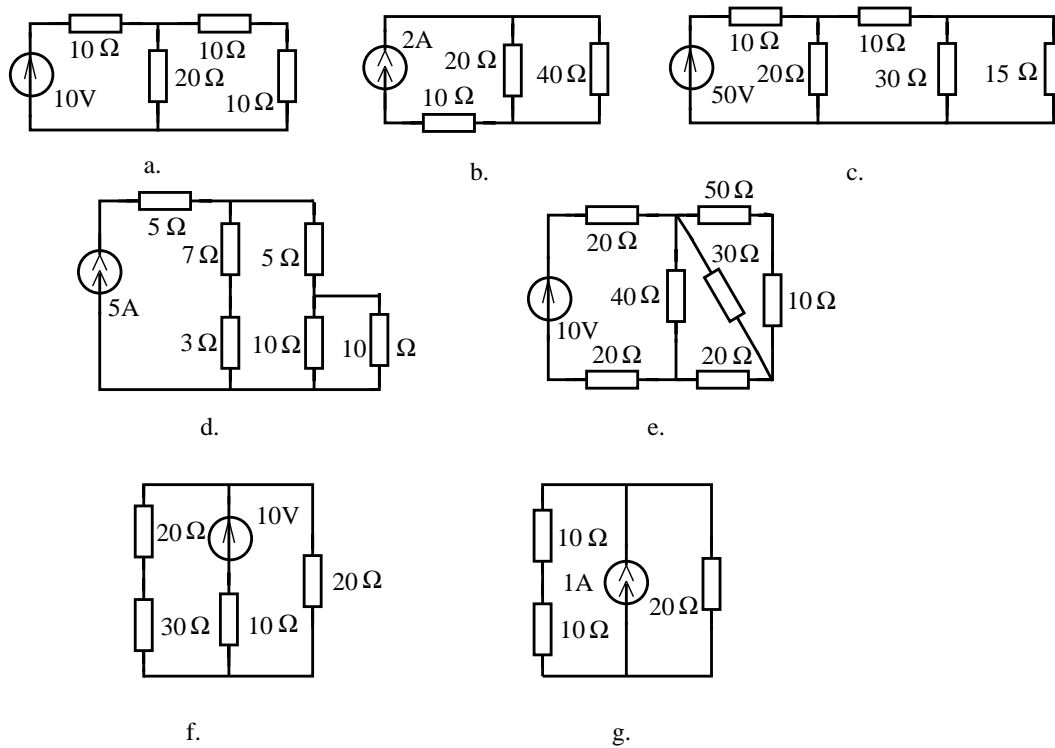 10 Ω 10 Ω
20 Ω
10V 10 Ω
a.
2A
20 Ω
40 Ω
10 Ω
b.
10 Ω 10 Ω
20 Ω 30 Ω 15 Ω
50V
c.
5 Ω
7 Ω 5 Ω
5A
3 Ω 10 Ω 10 Ω
d.
50 Ω
20 Ω
30 Ω
40 Ω 10 Ω
10V
20 Ω 20 Ω
e.
20 Ω 10V
20 Ω
30 Ω 10 Ω
f.
10 Ω
1A
20 Ω
10 Ω
g.